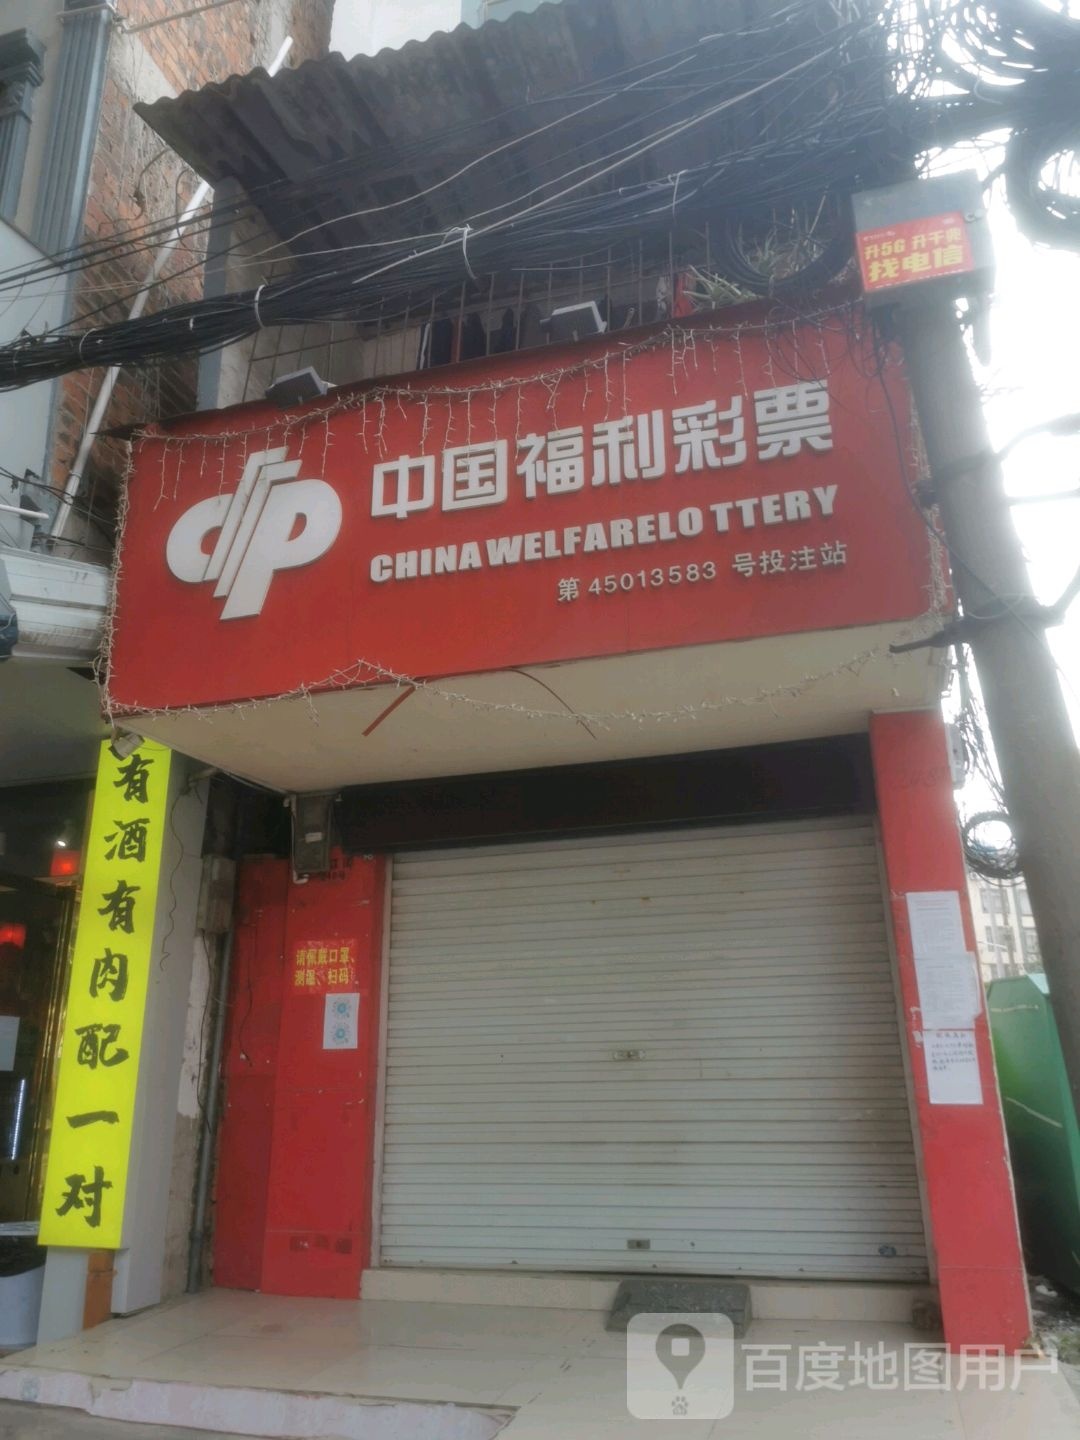 升5G 升千兆
找电信
中国福利彩票
CHINA WELFARELO TTERY
第 45013583 号投注站
有酒有肉配一对
请佩戴口罩、
测温、扫码
百度地图用户